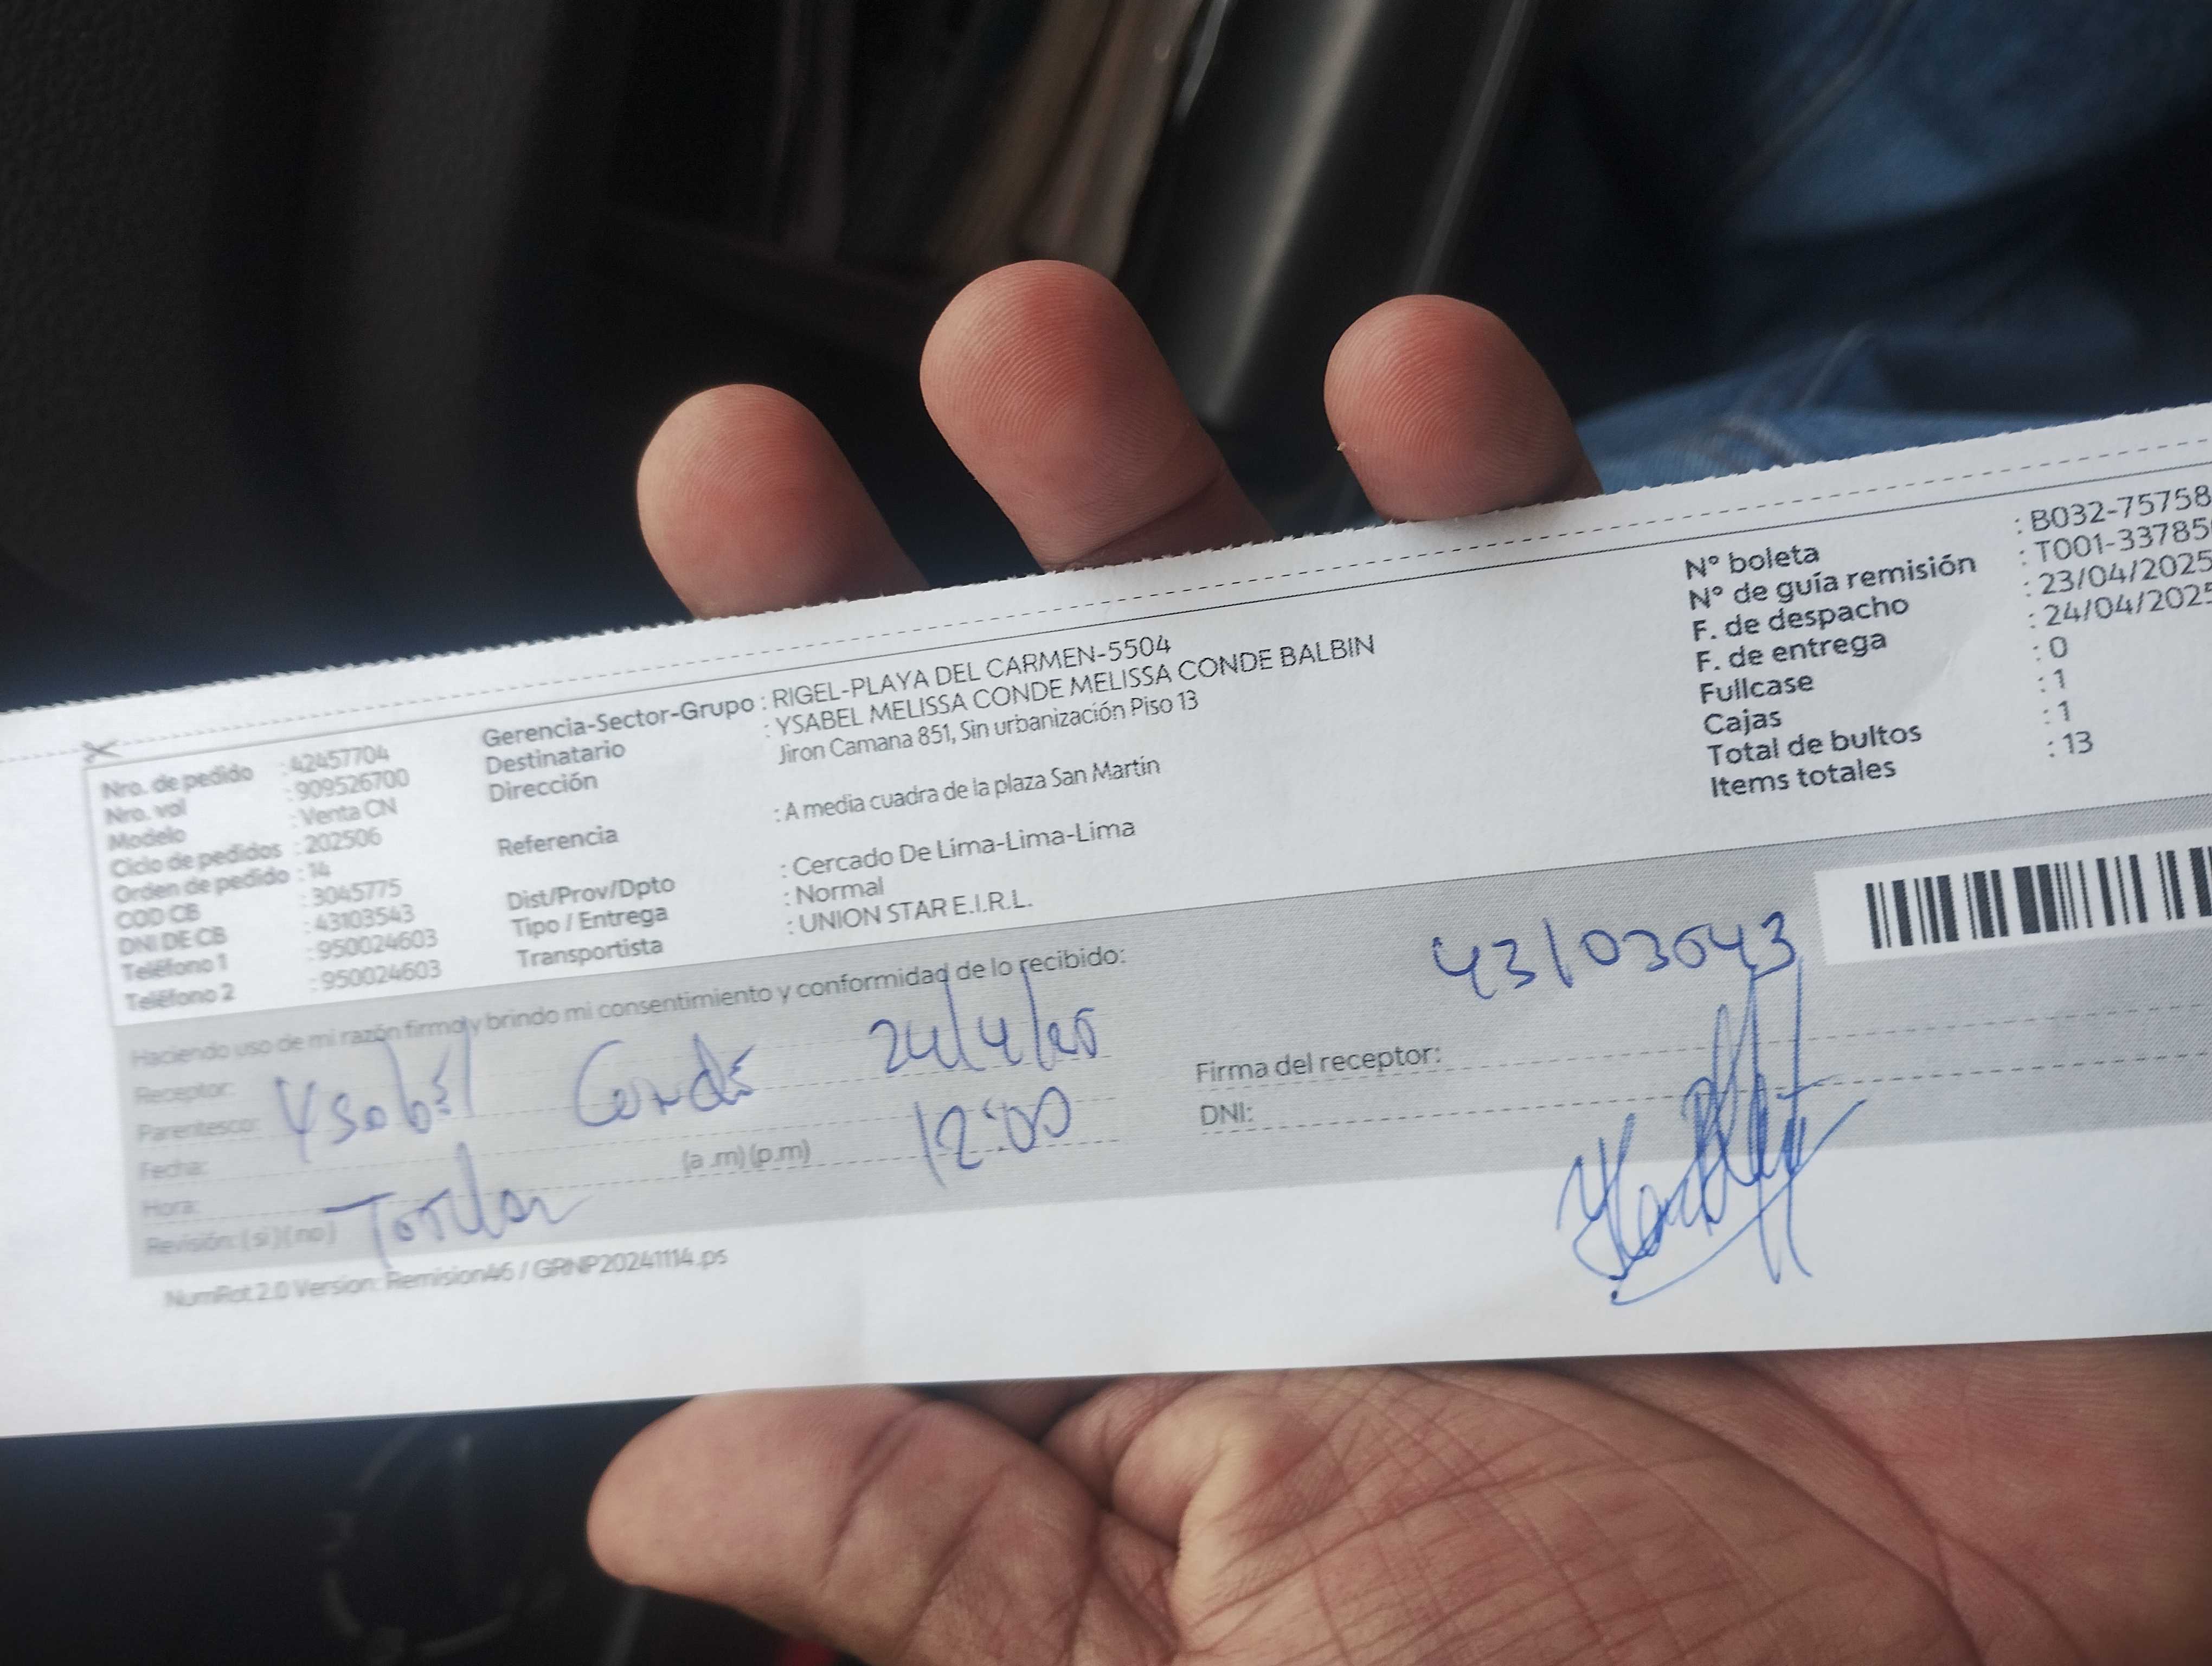 Nro. de pedido : 42457704
Nro. vol : 909526700
Modelo : Venta CN
Ciclo de pedidos : 202506
Orden de pedido : 14
COD CB : 3045775
DNI DE CB : 43103543
Teléfono 1 : 950024603
Teléfono 2 : 950024603
Gerencia-Sector-Grupo : RIGEL-PLAYA DEL CARMEN-5504
Destinatario : YSABEL MELISSA CONDE MELISSA CONDE BALBIN
Dirección Jiron Camana 851, Sin urbanización Piso 13
Referencia : A media cuadra de la plaza San Martín
Dist/Prov/Dpto : Cercado De Lima-Lima-Lima
Tipo / Entrega : Normal
Transportista : UNION STAR E.I.R.L.
N° boleta : B032-75758
N° de guía remisión : T001-33785
F. de despacho : 23/04/2025
F. de entrega : 24/04/2025
Fullcase : 0
Cajas : 1
Total de bultos : 1
Items totales : 13
Haciendo uso de mi razón firmo y brindo mi consentimiento y conformidad de lo recibido:
Receptor: Ysabel Conde 24/4/25
Parentesco:
Fecha:
Hora: (a .m) (p.m) 12:00
Revisión: ( si ) ( no )
43103543
Firma del receptor:
DNI:
NumRot 2.0 Version: Remision46 / GRNP20241114.ps